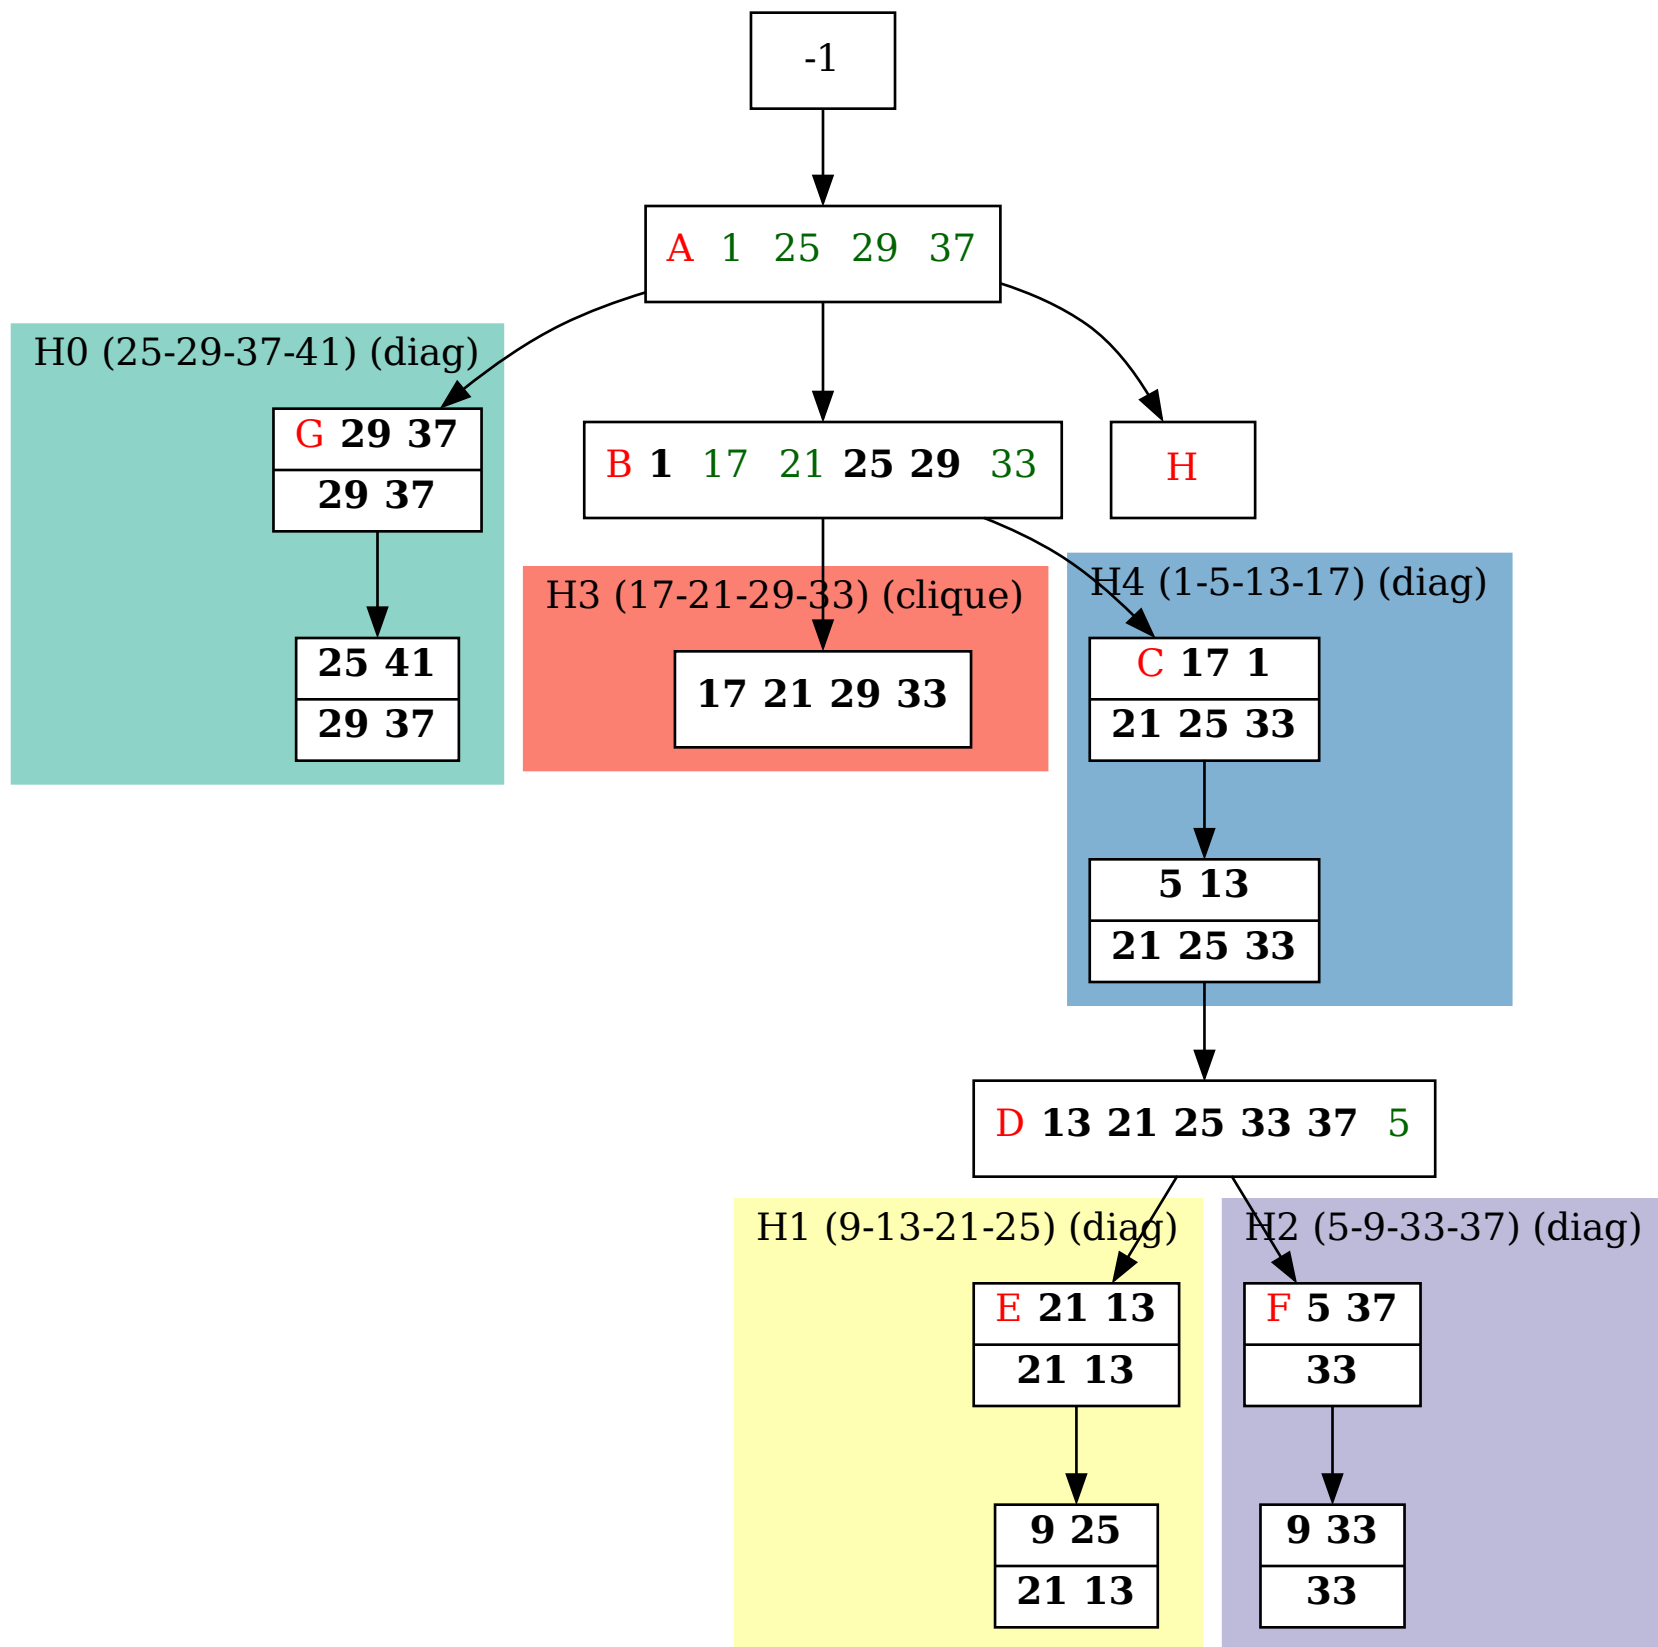 -1
A 1 25 29 37
H0 (25-29-37-41) (diag)
G 29 37
29 37
B 1 17 21 25 29 33
H
H3 (17-21-29-33) (clique)
H4 (1-5-13-17) (diag)
25 41
29 37
17 21 29 33
C 17 1
21 25 33
5 13
21 25 33
D 13 21 25 33 37 5
H1 (9-13-21-25) (diag)
H2 (5-9-33-37) (diag)
E 21 13
21 13
F 5 37
33
9 25
21 13
9 33
33